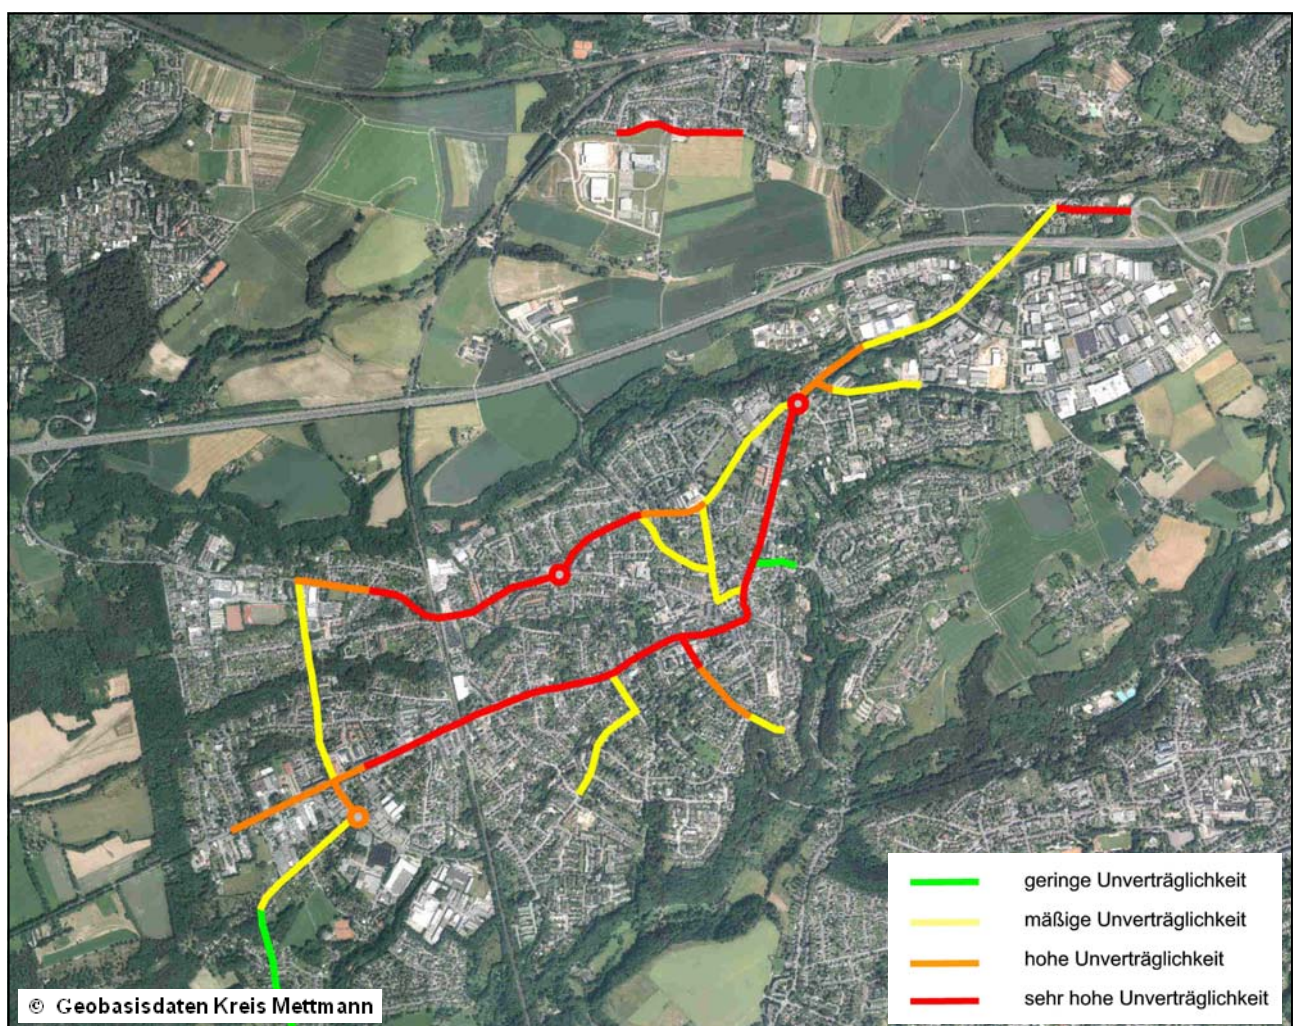 geringe Unverträglichkeit
mäßige Unverträglichkeit
hohe Unverträglichkeit
sehr hohe Unverträglichkeit
© Geobasisdaten Kreis Mettmann